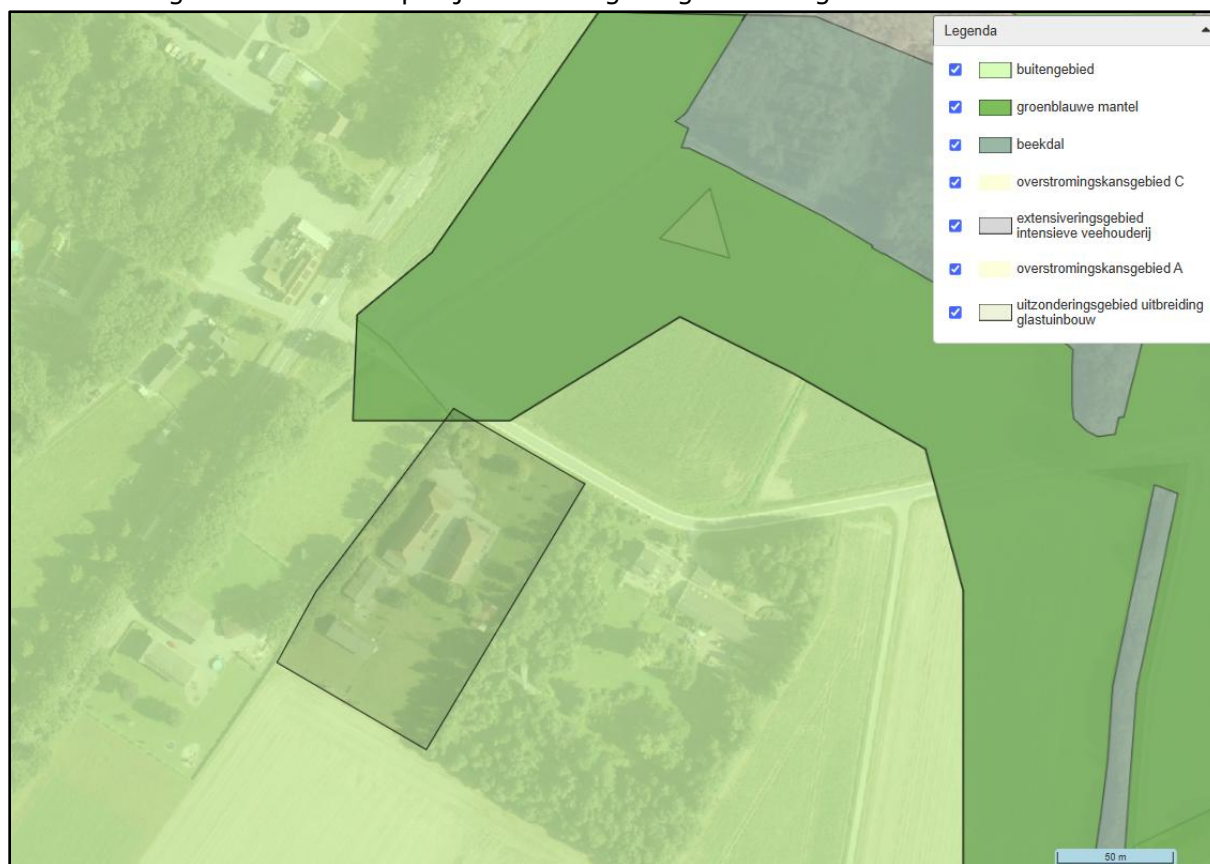 Legenda
buitengebied
groenblauwe mantel
beekdal
overstromingskansgebied C
extensiveringsgebied
intensieve veehouderij
overstromingskansgebied A
uitzonderingsgebied uitbreiding
glastuinbouw
50 m